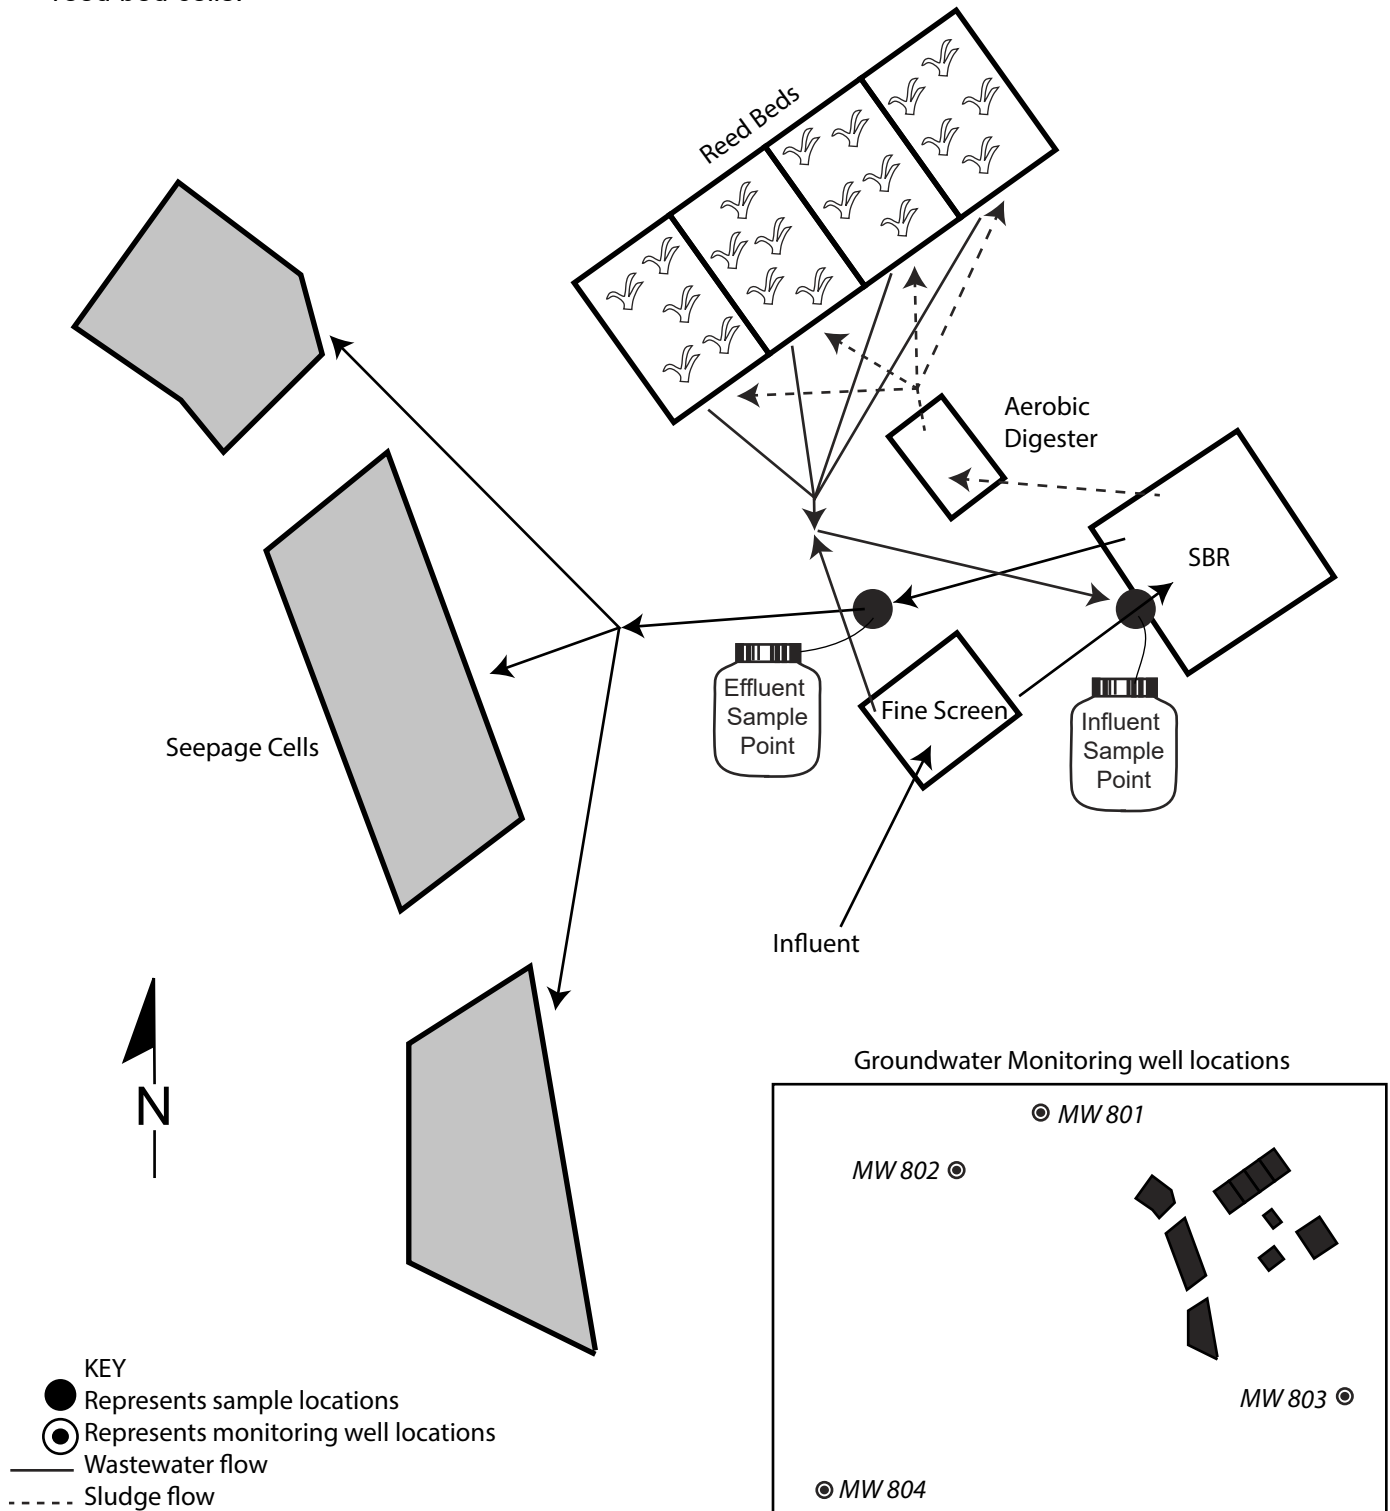 reed bed cells.
Reed Beds
Aerobic
Digester
SBR
Effluent
Sample
Point
Fine Screen
Influent
Sample
Point
Seepage Cells
Influent
N
Groundwater Monitoring well locations
MW 801
MW 802
MW 803
MW 804
KEY
Represents sample locations
Represents monitoring well locations
Wastewater flow
Sludge flow